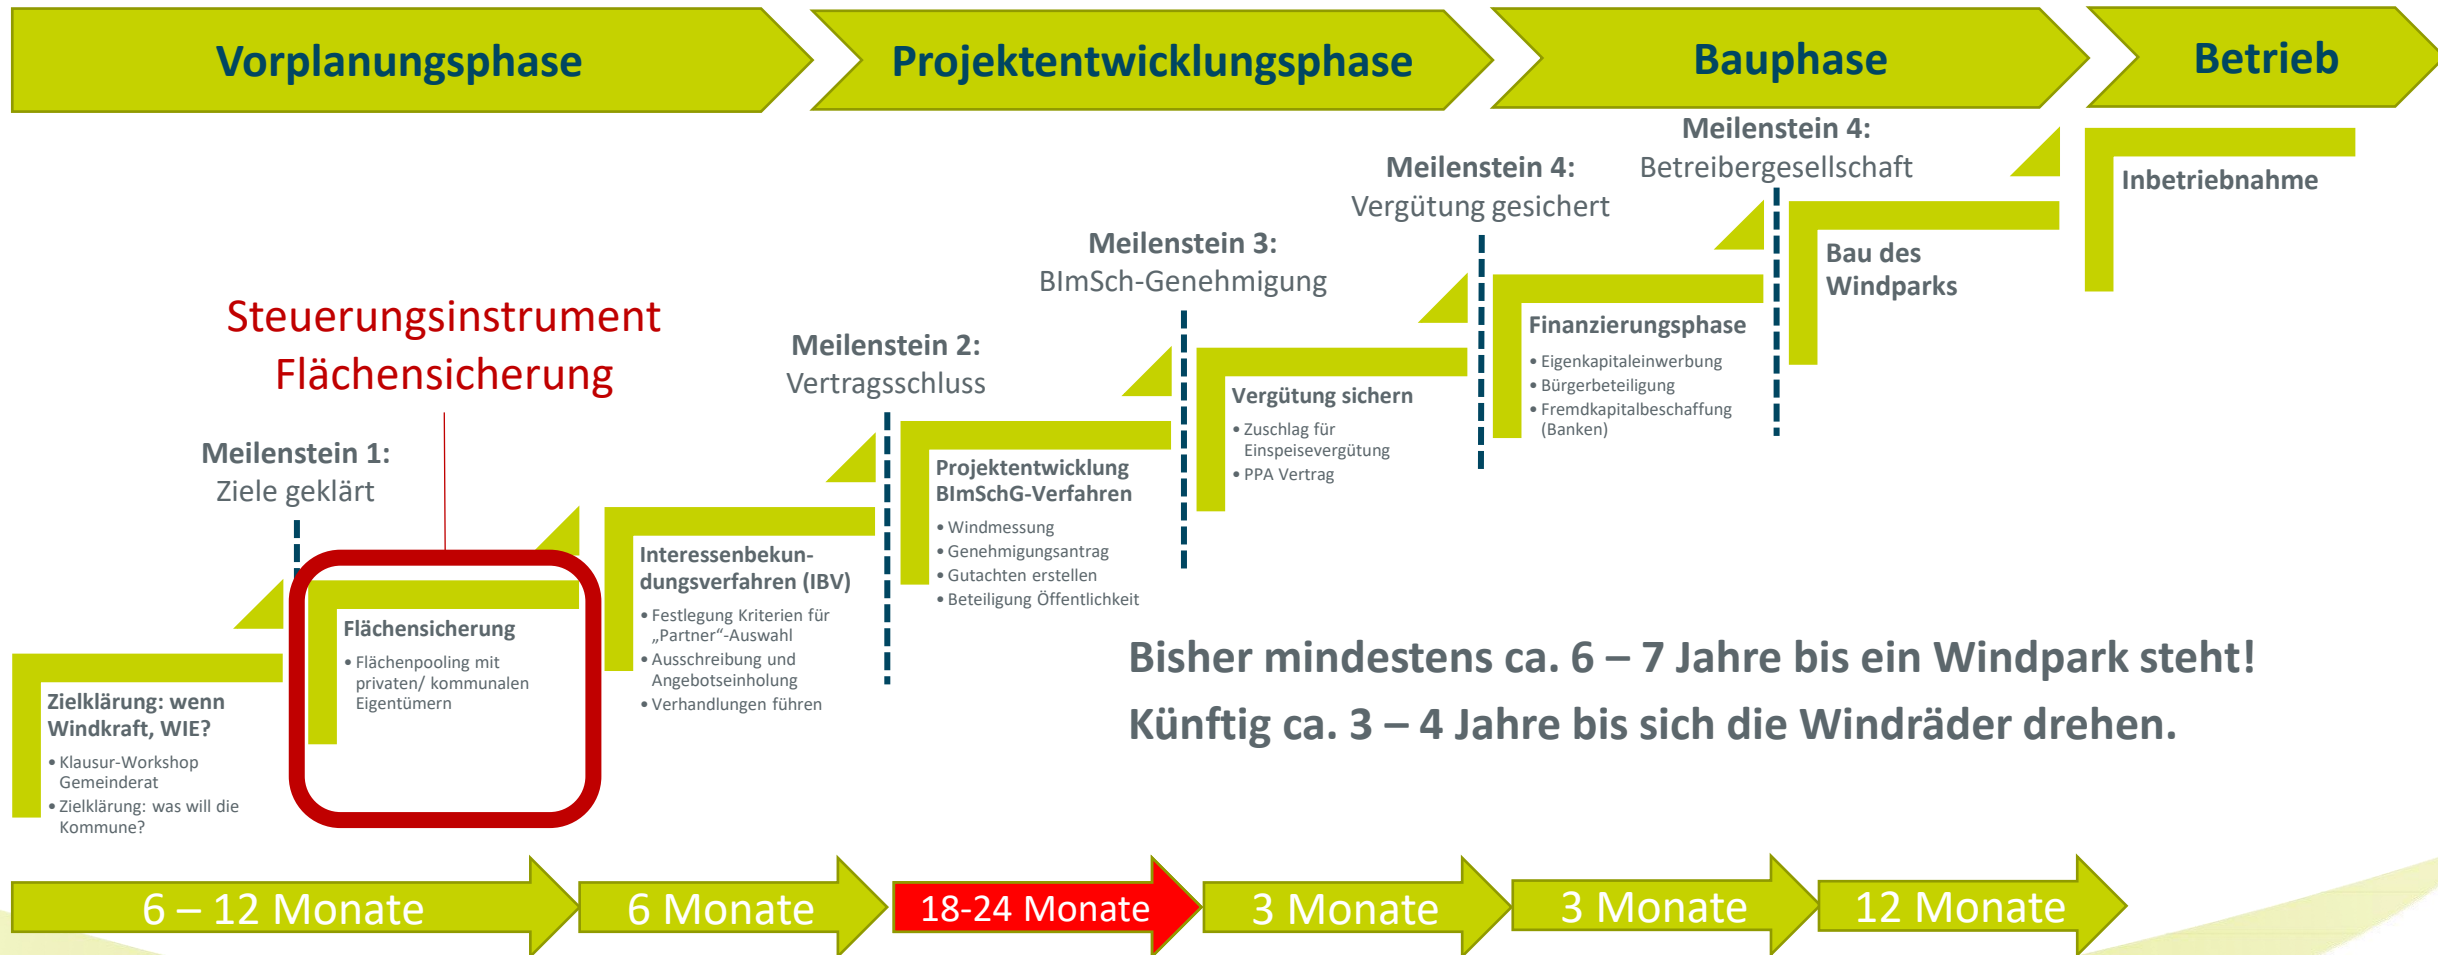 Vorplanungsphase
Projektentwicklungsphase
Bauphase
Betrieb
Steuerungsinstrument
Flächensicherung
Meilenstein 1:
Ziele geklärt
Meilenstein 2:
Vertragsschluss
Meilenstein 3:
BImSch-Genehmigung
Meilenstein 4:
Vergütung gesichert
Meilenstein 4:
Betreibergesellschaft
Zielklärung: wenn
Windkraft, WIE?
• Klausur-Workshop
Gemeinderat
• Zielklärung: was will die
Kommune?
Flächensicherung
• Flächenpooling mit
privaten/ kommunalen
Eigentümern
Interessenbekun-
dungsverfahren (IBV)
• Festlegung Kriterien für
„Partner“-Auswahl
• Ausschreibung und
Angebotseinholung
• Verhandlungen führen
Projektentwicklung
BImSchG-Verfahren
• Windmessung
• Genehmigungsantrag
• Gutachten erstellen
• Beteiligung Öffentlichkeit
Vergütung sichern
• Zuschlag für
Einspeisevergütung
• PPA Vertrag
Finanzierungsphase
• Eigenkapitaleinwerbung
• Bürgerbeteiligung
• Fremdkapitalbeschaffung
(Banken)
Bau des
Windparks
Inbetriebnahme
Bisher mindestens ca. 6 – 7 Jahre bis ein Windpark steht!
Künftig ca. 3 – 4 Jahre bis sich die Windräder drehen.
6 – 12 Monate
6 Monate
18-24 Monate
3 Monate
3 Monate
12 Monate